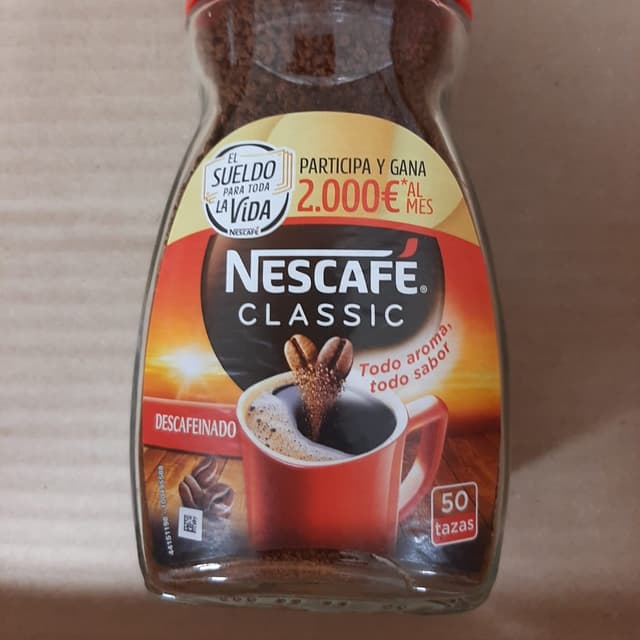 EL
SUELDO
PARA TODA
LA ViDA
NESCAFÉ
PARTICIPA Y GANA
2.000€*AL
MES
NESCAFÉ®
CLASSIC
Todo aroma,
todo sabor
DESCAFEINADO
50
tazas